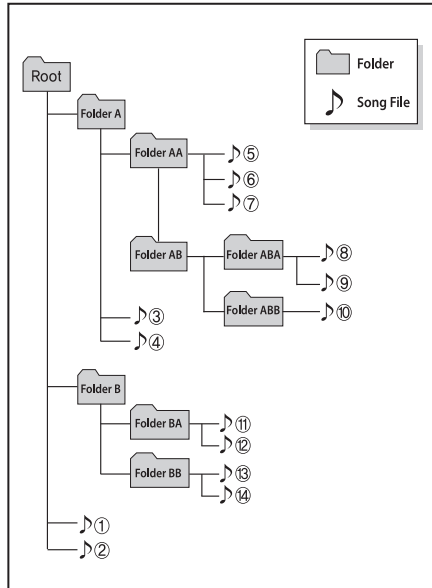 Root
Folder
Song File
Folder A
Folder AA
⑤
⑥
⑦
Folder AB
Folder ABA
⑧
⑨
Folder ABB
⑩
③
④
Folder B
Folder BA
⑪
⑫
Folder BB
⑬
⑭
①
②